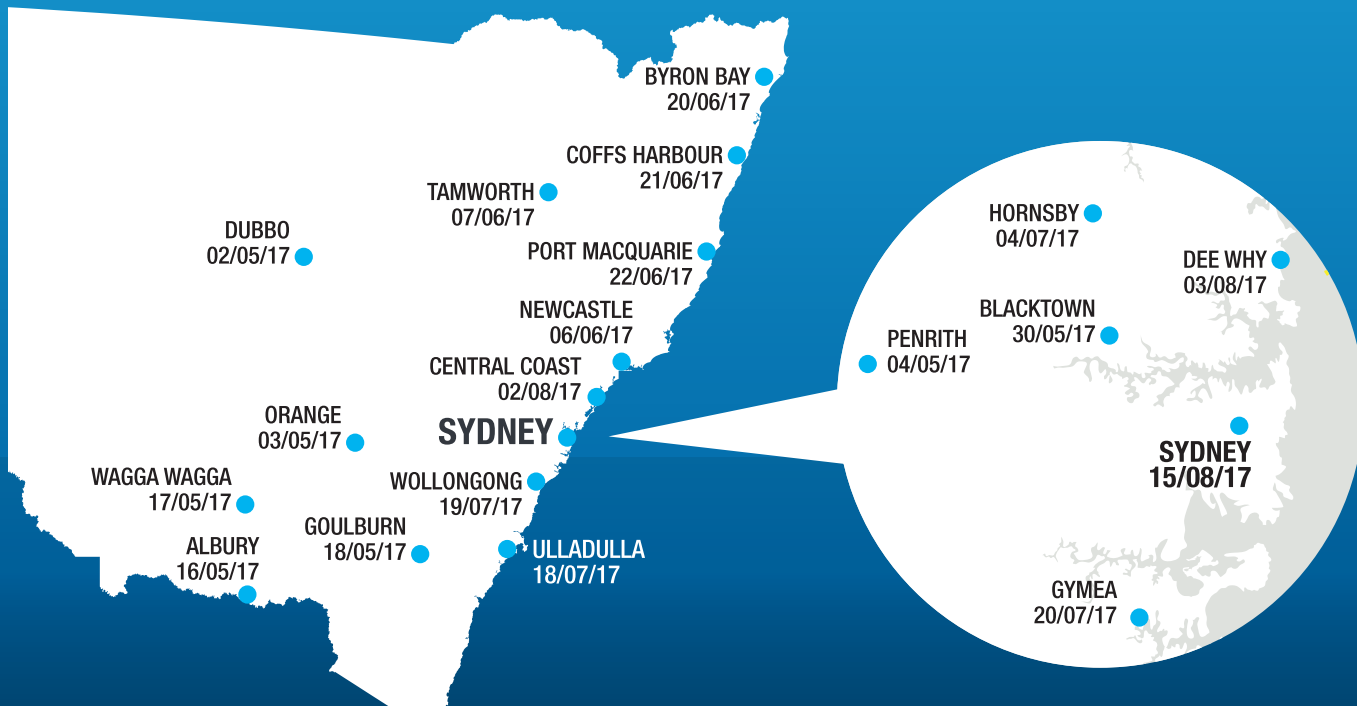 BYRON BAY
20/06/17
COFFS HARBOUR
21/06/17
TAMWORTH
07/06/17
DUBBO
02/05/17
PORT MACQUARIE
22/06/17
NEWCASTLE
06/06/17
CENTRAL COAST
02/08/17
ORANGE
03/05/17
SYDNEY
WAGGA WAGGA
17/05/17
WOLLONGONG
19/07/17
GOULBURN
18/05/17
ALBURY
16/05/17
ULLADULLA
18/07/17
HORNSBY
04/07/17
DEE WHY
03/08/17
BLACKTOWN
30/05/17
PENRITH
04/05/17
SYDNEY
15/08/17
GYMEA
20/07/17